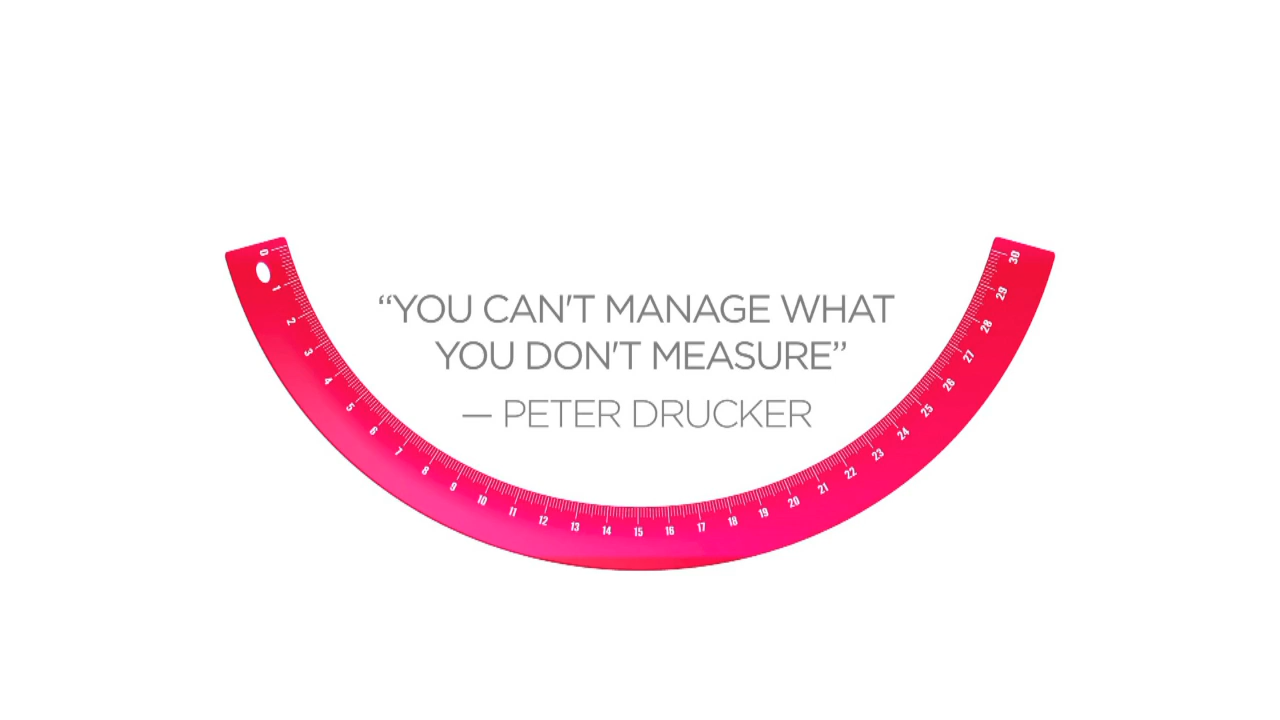 “YOU CAN'T MANAGE WHAT
YOU DON'T MEASURE”
— PETER DRUCKER
0 1 2 3 4 5 6 7 8 9 10 11 12 13 14 15 16 17 18 19 20 21 22 23 24 25 26 27 28 29 30